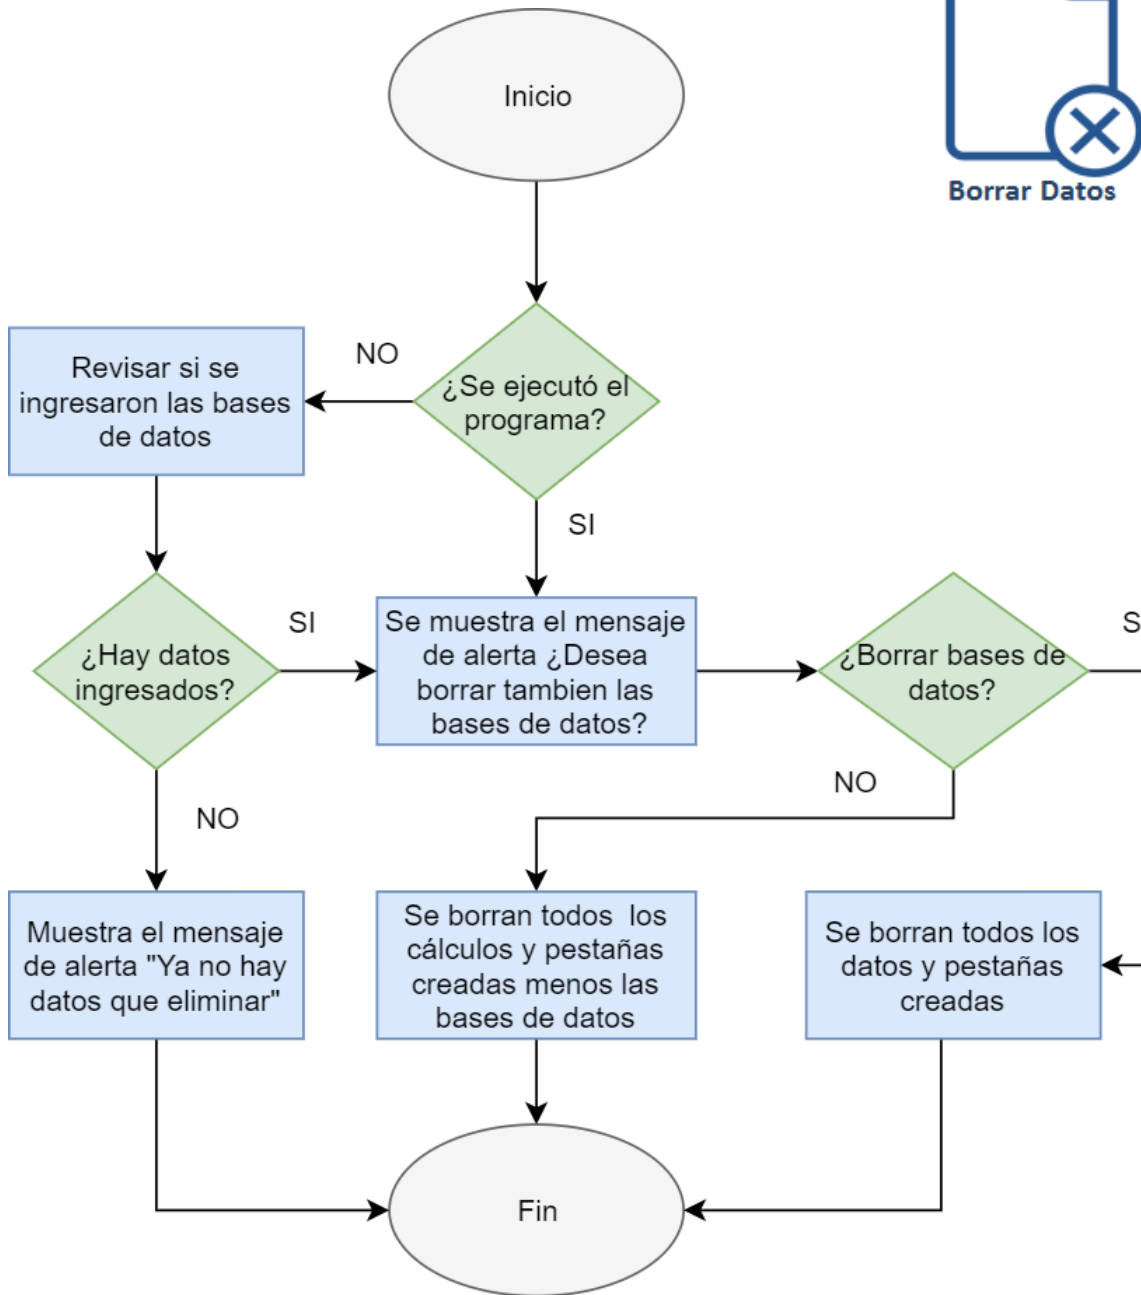 Inicio
Borrar Datos
NO
¿Se ejecutó el
programa?
Revisar si se
ingresaron las bases
de datos
SI
¿Hay datos
ingresados?
SI
Se muestra el mensaje
de alerta ¿Desea
borrar tambien las
bases de datos?
¿Borrar bases de
datos?
S
NO
NO
Muestra el mensaje
de alerta "Ya no hay
datos que eliminar"
Se borran todos los
cálculos y pestañas
creadas menos las
bases de datos
Se borran todos los
datos y pestañas
creadas
Fin